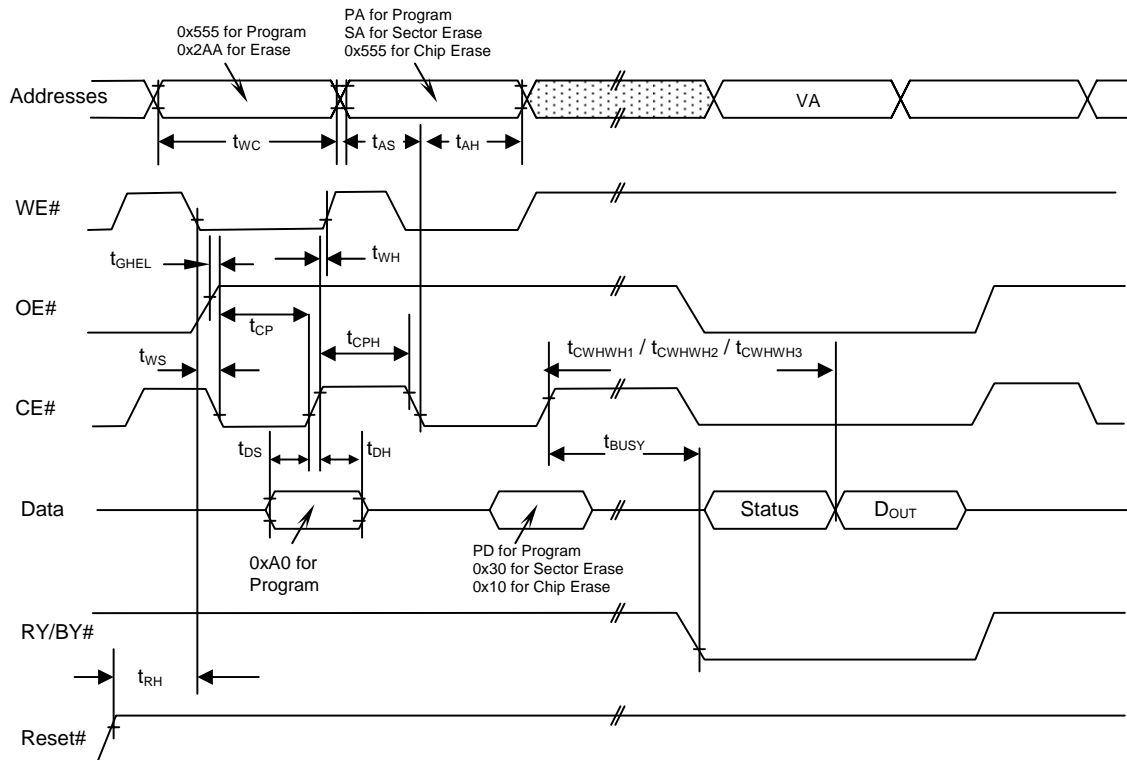 0x555 for Program
0x2AA for Erase
PA for Program
SA for Sector Erase
0x555 for Chip Erase
Addresses
VA
tWC
tAS
tAH
WE#
tGHEL
tWH
OE#
tCP
tCPH
tWS
tCWHWH1 / tCWHWH2 / tCWHWH3
CE#
tDS
tDH
tBUSY
Data
Status
DOUT
0xA0 for
Program
PD for Program
0x30 for Sector Erase
0x10 for Chip Erase
RY/BY#
tRH
Reset#